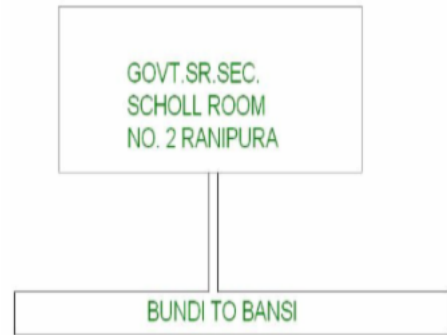 GOVT.SR.SEC.
SCHOLL ROOM
NO. 2 RANIPURA
BUNDI TO BANSI